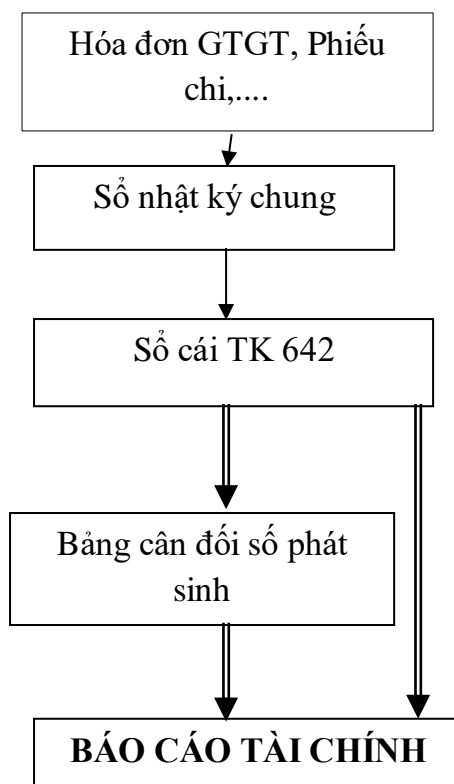 Hóa đơn GTGT, Phiếu
chi,....
Sổ nhật ký chung
Sổ cái TK 642
Bảng cân đối số phát
sinh
BÁO CÁO TÀI CHÍNH